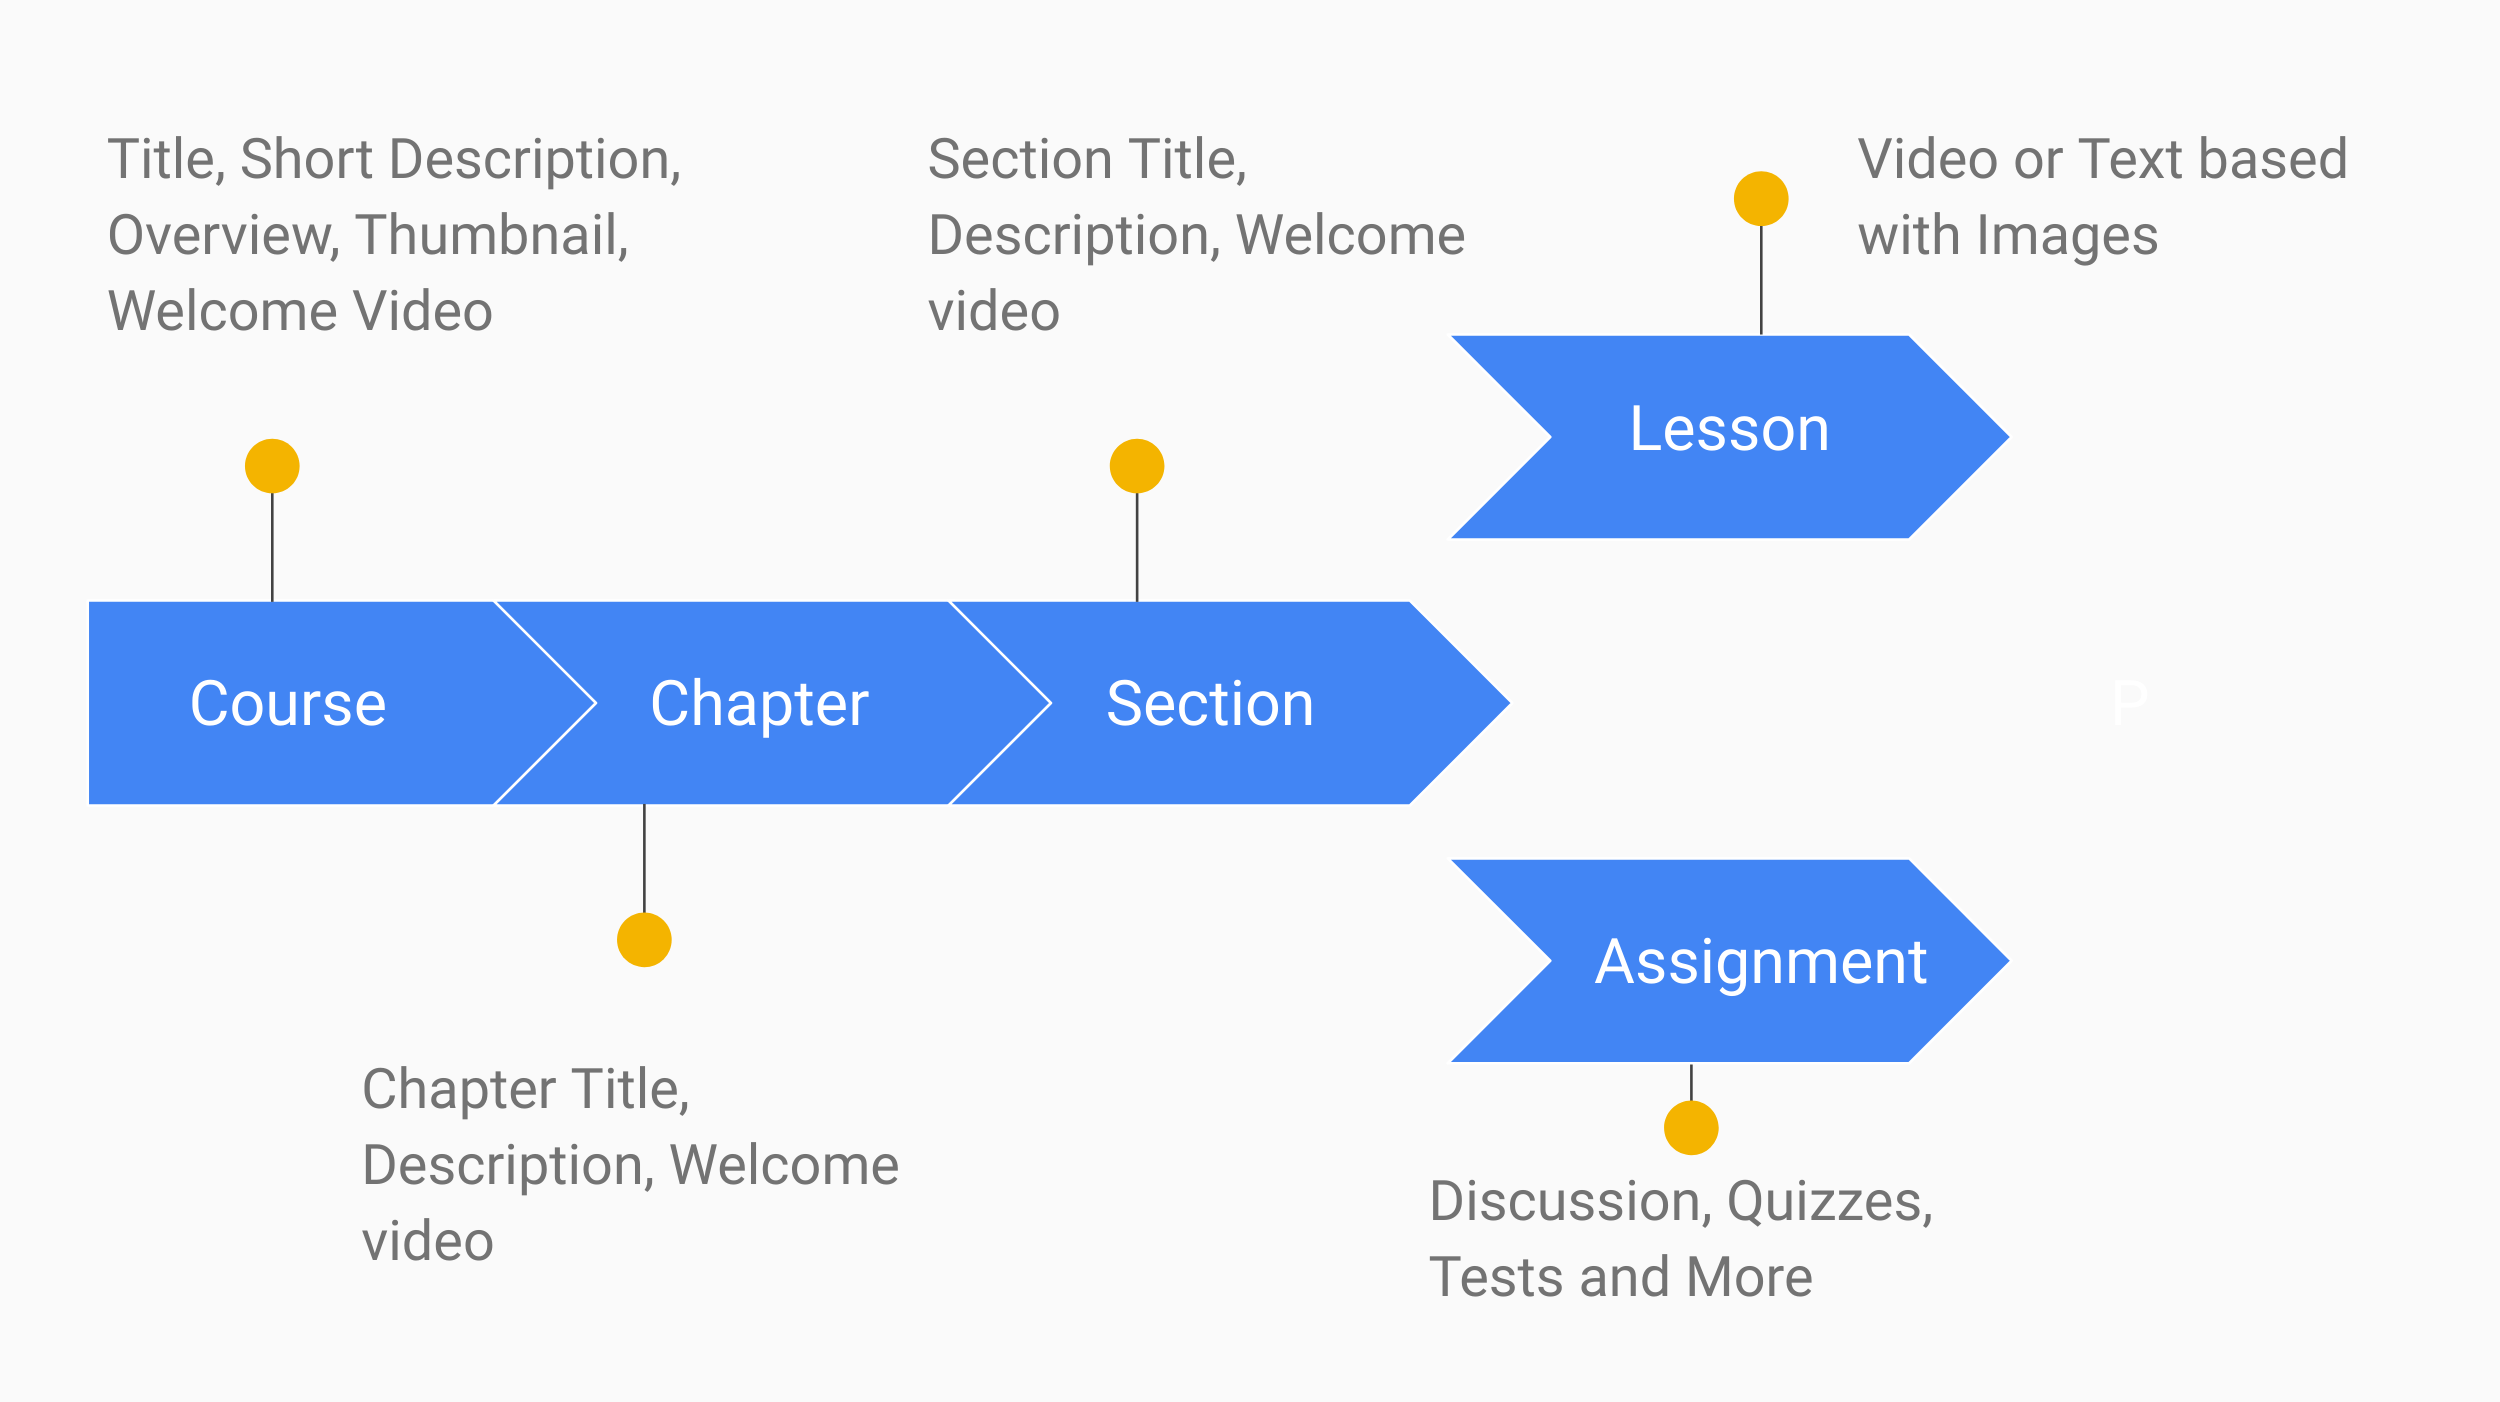 Title, Short Description,
Overview, Thumbnail,
Welcome Video
Section Title,
Description, Welcome
video
Video or Text based
with Images
Lesson
Course
Chapter
Section
P
Assignment
Chapter Title,
Description, Welcome
video
Discussion, Quizzes,
Tests and More